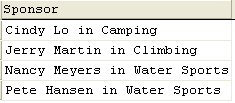 Sponsor
Cindy Lo in Camping
Jerry Martin in Climbing
Nancy Meyers in Water Sports
Pete Hansen in Water Sports